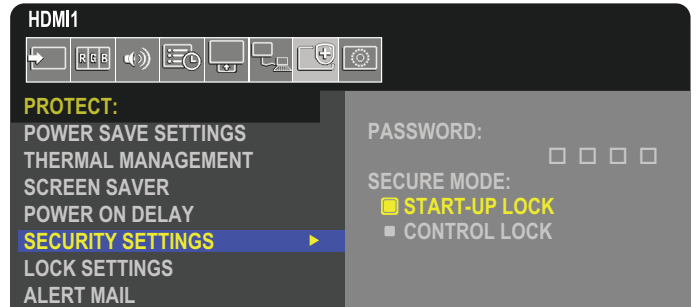 HDMI1
R G B
PROTECT:
POWER SAVE SETTINGS
THERMAL MANAGEMENT
SCREEN SAVER
POWER ON DELAY
SECURITY SETTINGS
LOCK SETTINGS
ALERT MAIL
PASSWORD:
SECURE MODE:
START-UP LOCK
CONTROL LOCK